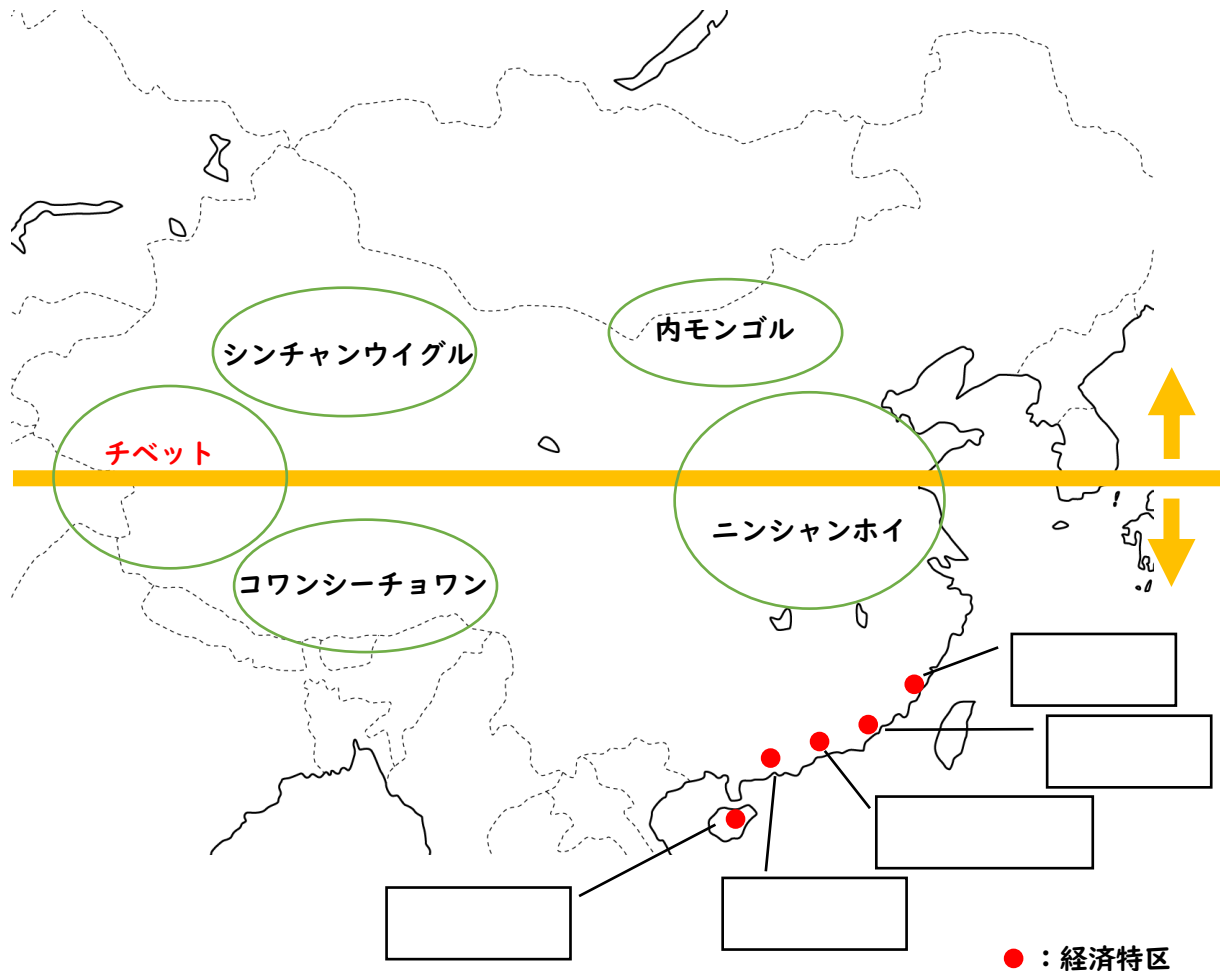 内モンゴル
シンチャンウイグル
チベット
ニンシャンホイ
コワンシーチョワン
：経済特区